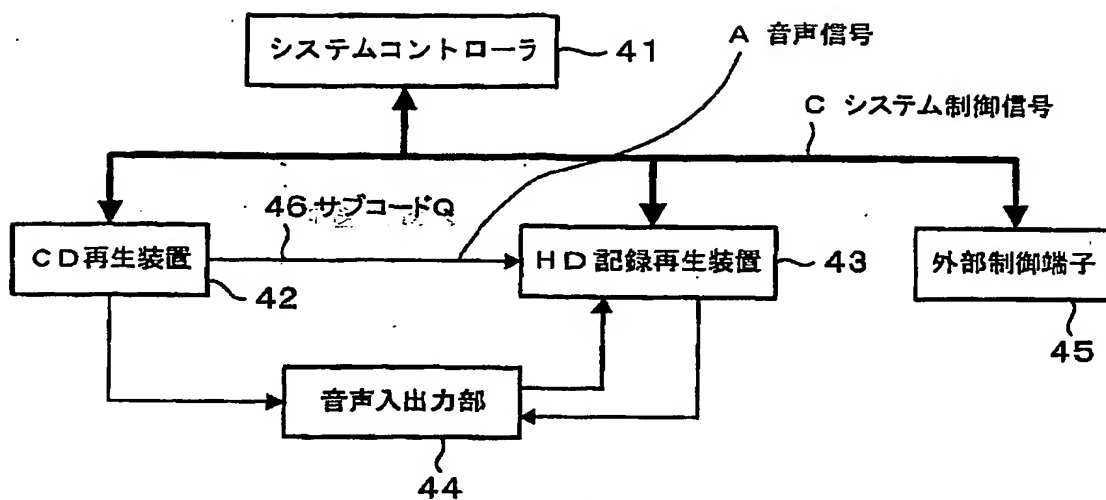 システムコントローラ
41
A 音声信号
C システム制御信号
46 サブコードQ
CD再生装置
42
HD記録再生装置
43
外部制御端子
45
音声入出力部
44